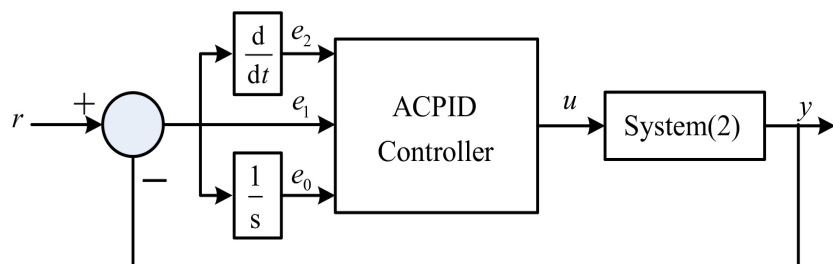 r
+
−
d
dt
e2
e1
1
s
e0
ACPID
Controller
u
System(2)
y